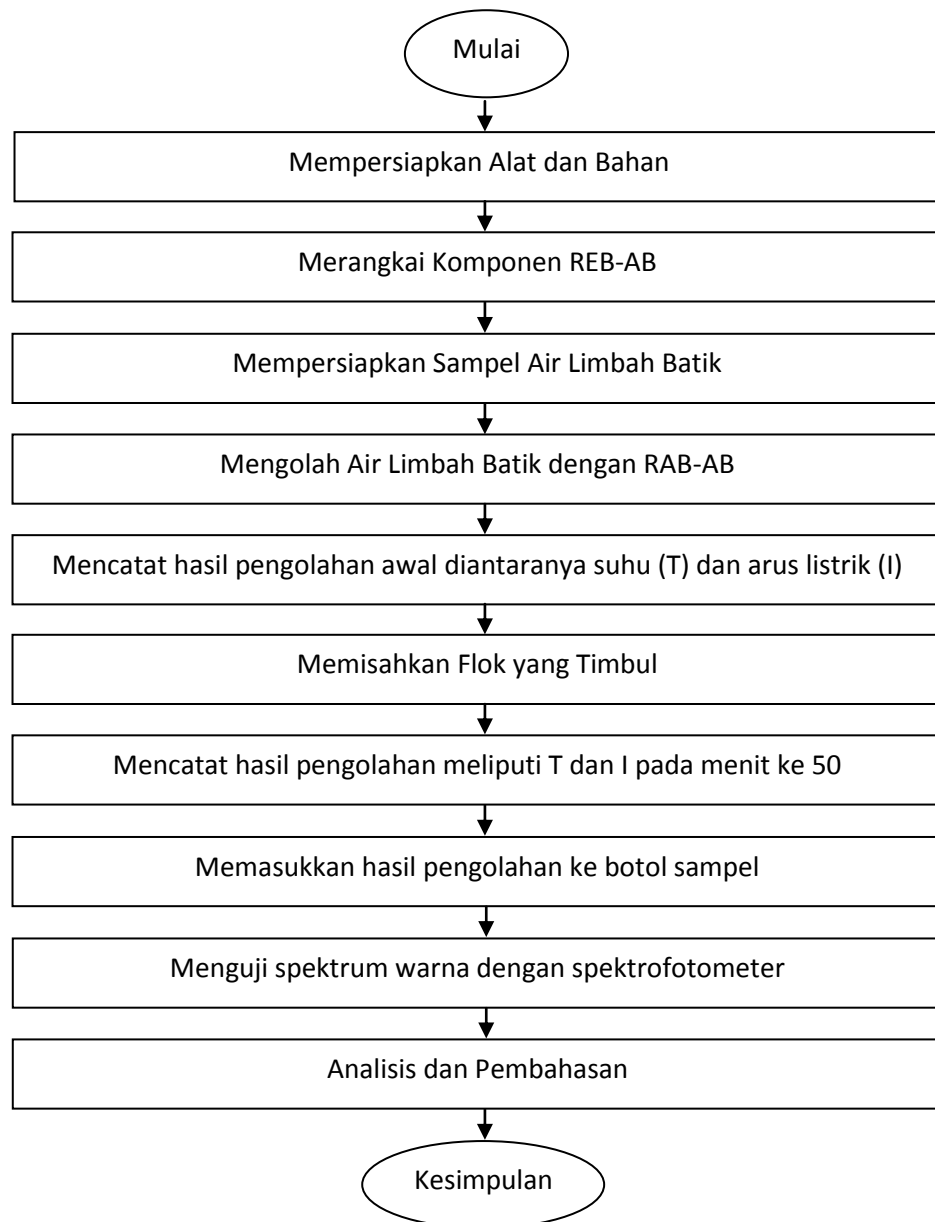 Mulai
Mempersiapkan Alat dan Bahan
Merangkai Komponen REB-AB
Mempersiapkan Sampel Air Limbah Batik
Mengolah Air Limbah Batik dengan RAB-AB
Mencatat hasil pengolahan awal diantaranya suhu (T) dan arus listrik (I)
Memisahkan Flok yang Timbul
Mencatat hasil pengolahan meliputi T dan I pada menit ke 50
Memasukkan hasil pengolahan ke botol sampel
Menguji spektrum warna dengan spektrofotometer
Analisis dan Pembahasan
Kesimpulan